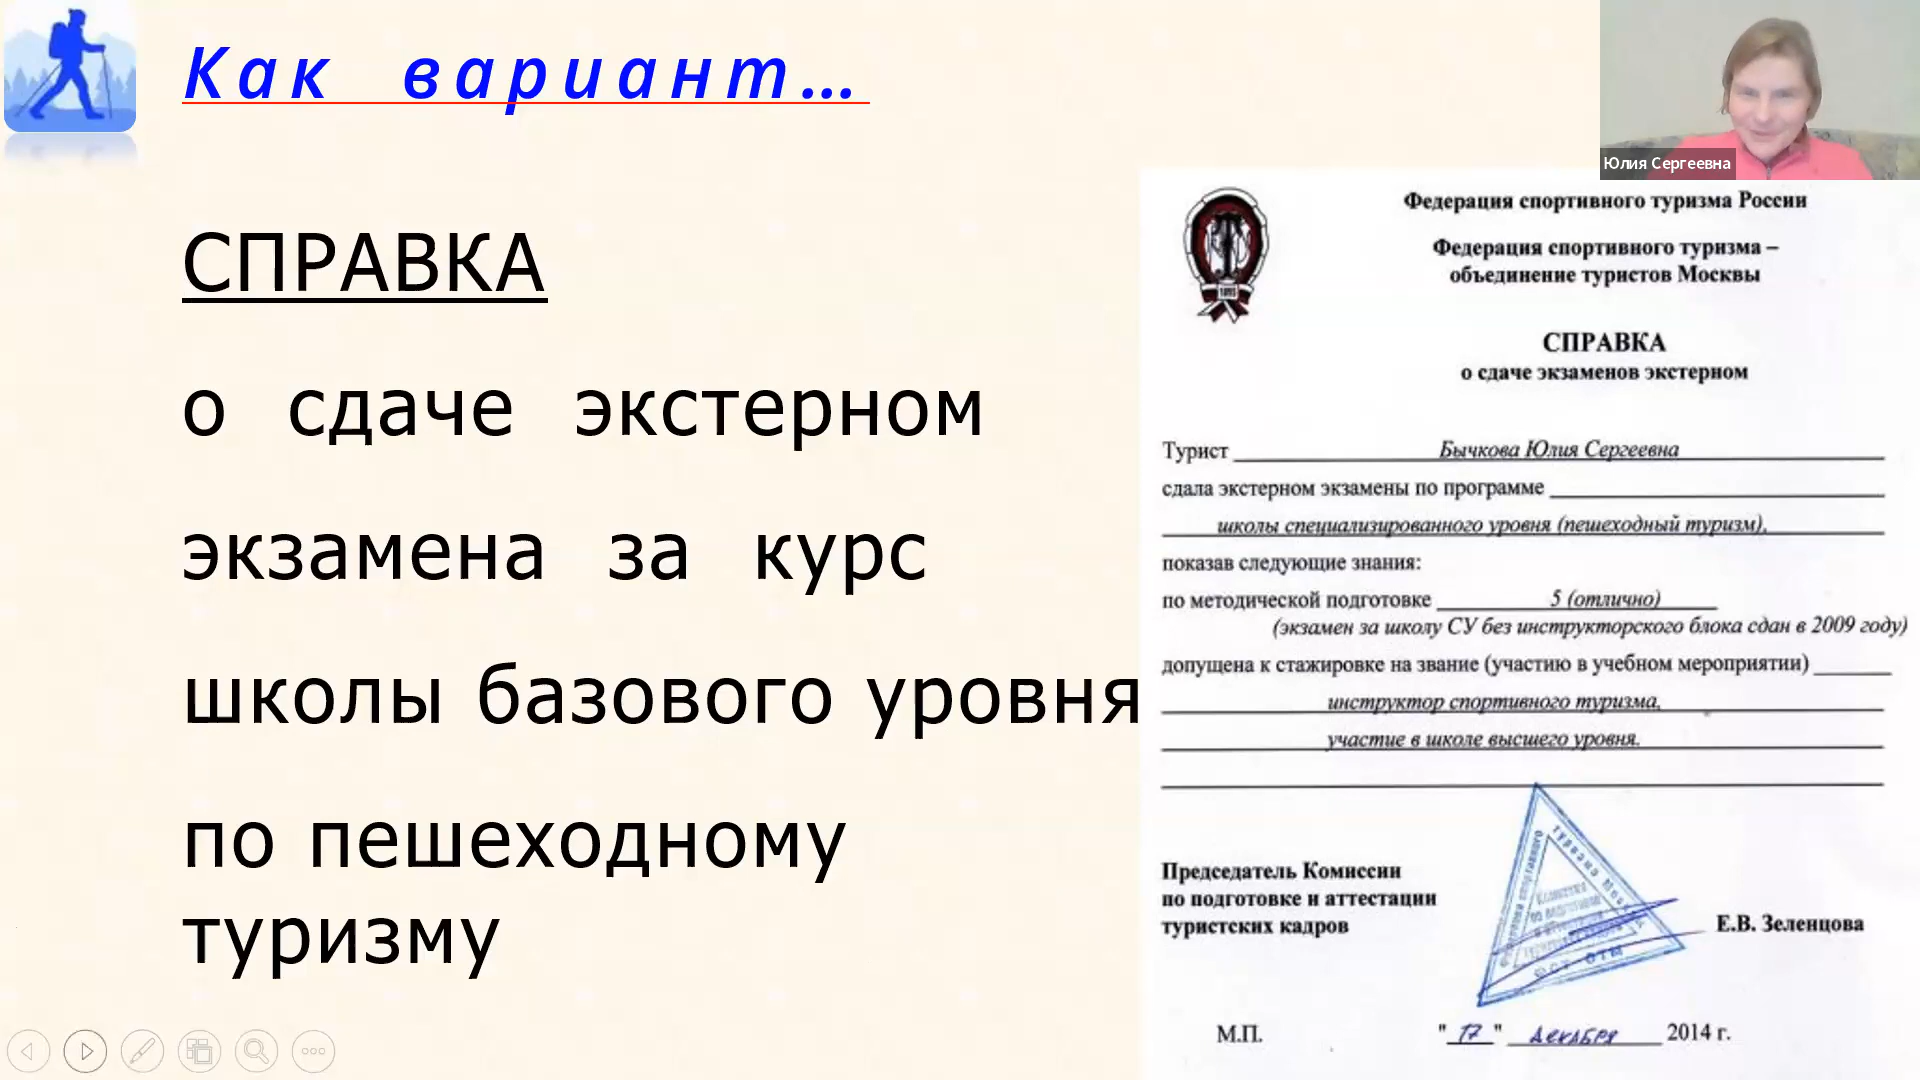 Как вариант...
СПРАВКА
о сдаче экстерном
экзамена за курс
школы базового уровня
по пешеходному
туризму
Юлия Сергеевна
Федерация спортивного туризма России
Федерация спортивного туризма –
объединение туристов Москвы
СПРАВКА
о сдаче экзаменов экстерном
Турист Бычкова Юлия Сергеевна
сдала экстерном экзамены по программе
школы специализированного уровня (пешеходный туризм),
показав следующие знания:
по методической подготовке 5 (отлично)
(экзамен за школу СУ без инструкторского блока сдан в 2009 году)
допущена к стажировке на звание (участию в учебном мероприятии)
инструктор спортивного туризма,
участие в школе высшего уровня.
Председатель Комиссии
по подготовке и аттестации
туристских кадров
Е.В. Зеленцова
М.П.
"17" декабря 2014 г.